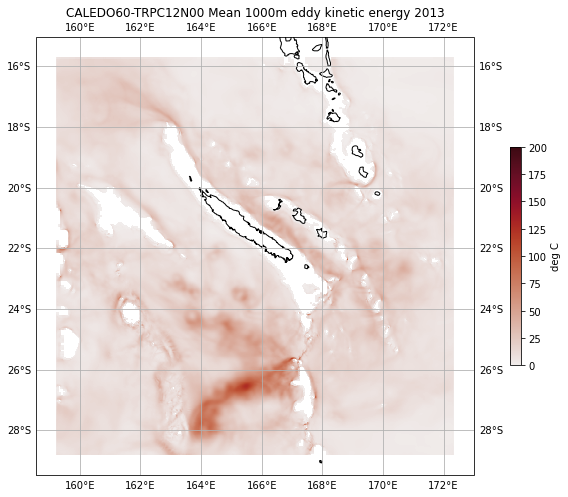 CALEDO60-TRPC12N00 Mean 1000m eddy kinetic energy 2013
160°E 162°E 164°E 166°E 168°E 170°E 172°E
16°S 16°S
18°S 18°S
20°S 20°S
22°S 22°S
24°S 24°S
26°S 26°S
28°S 28°S
160°E 162°E 164°E 166°E 168°E 170°E 172°E
200
175
150
125
100
75
50
25
0
deg C